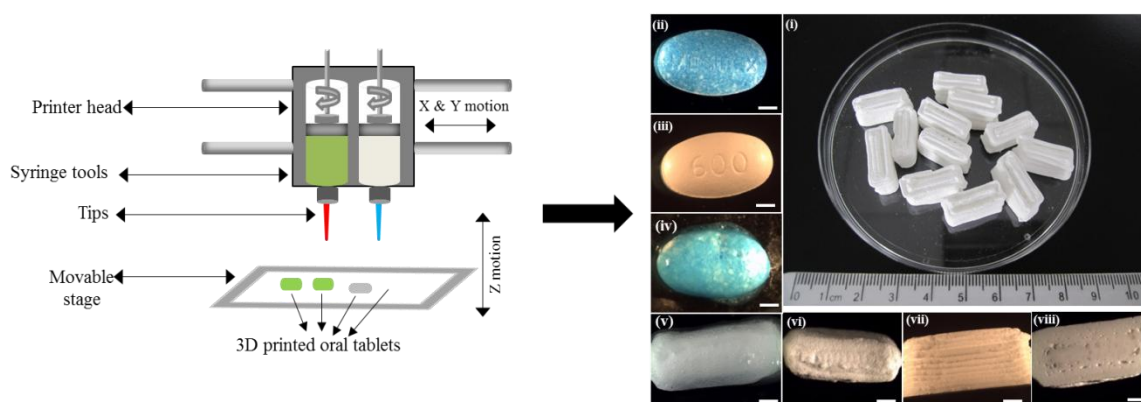 Printer head
X & Y motion
Syringe tools
Tips
Z motion
Movable
stage
3D printed oral tablets
(i)
(ii)
(iii)
600
(iv)
0 1 cm 2 3 4 5 6 7 8 9 10
(v)
(vi)
(vii)
(viii)